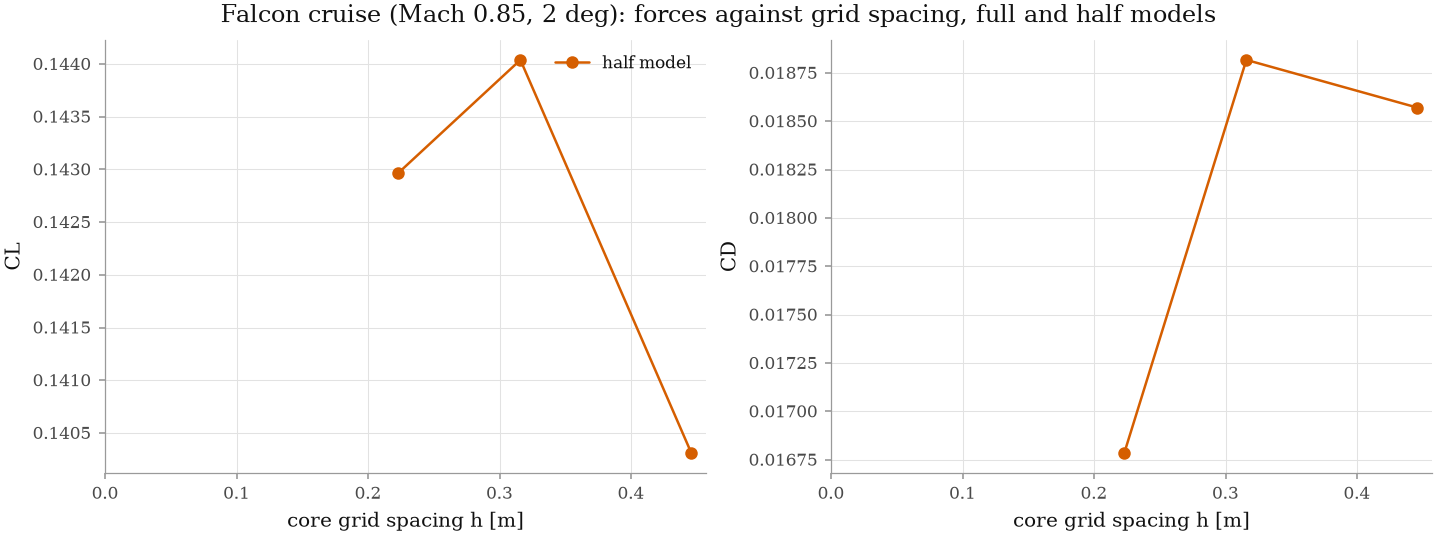 Falcon cruise (Mach 0.85, 2 deg): forces against grid spacing, full and half models
half model
0.1440
0.1435
0.1430
0.1425
0.1420
0.1415
0.1410
0.1405
CL
0.0 0.1 0.2 0.3 0.4
core grid spacing h [m]
0.01875
0.01850
0.01825
0.01800
0.01775
0.01750
0.01725
0.01700
0.01675
CD
0.0 0.1 0.2 0.3 0.4
core grid spacing h [m]